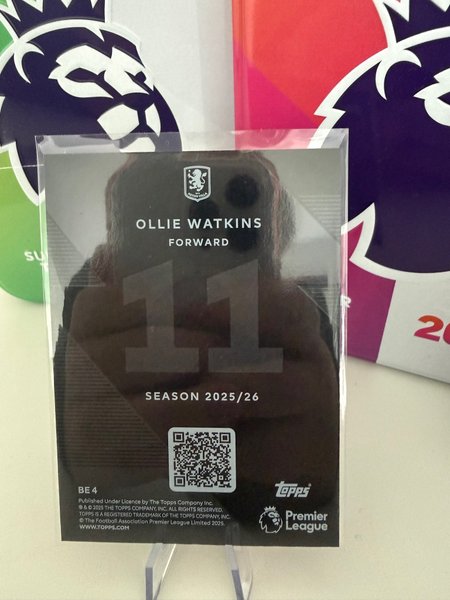 OLLIE WATKINS
FORWARD
11
SEASON 2025/26
BE 4
Published Under Licence by The Topps Company Inc.
® & © 2025 THE TOPPS COMPANY, INC. ALL RIGHTS RESERVED.
TOPPS IS A REGISTERED TRADEMARK OF THE TOPPS COMPANY, INC.
© The Football Association Premier League Limited 2025.
WWW.TOPPS.COM
Topps
Premier
League
SU
20